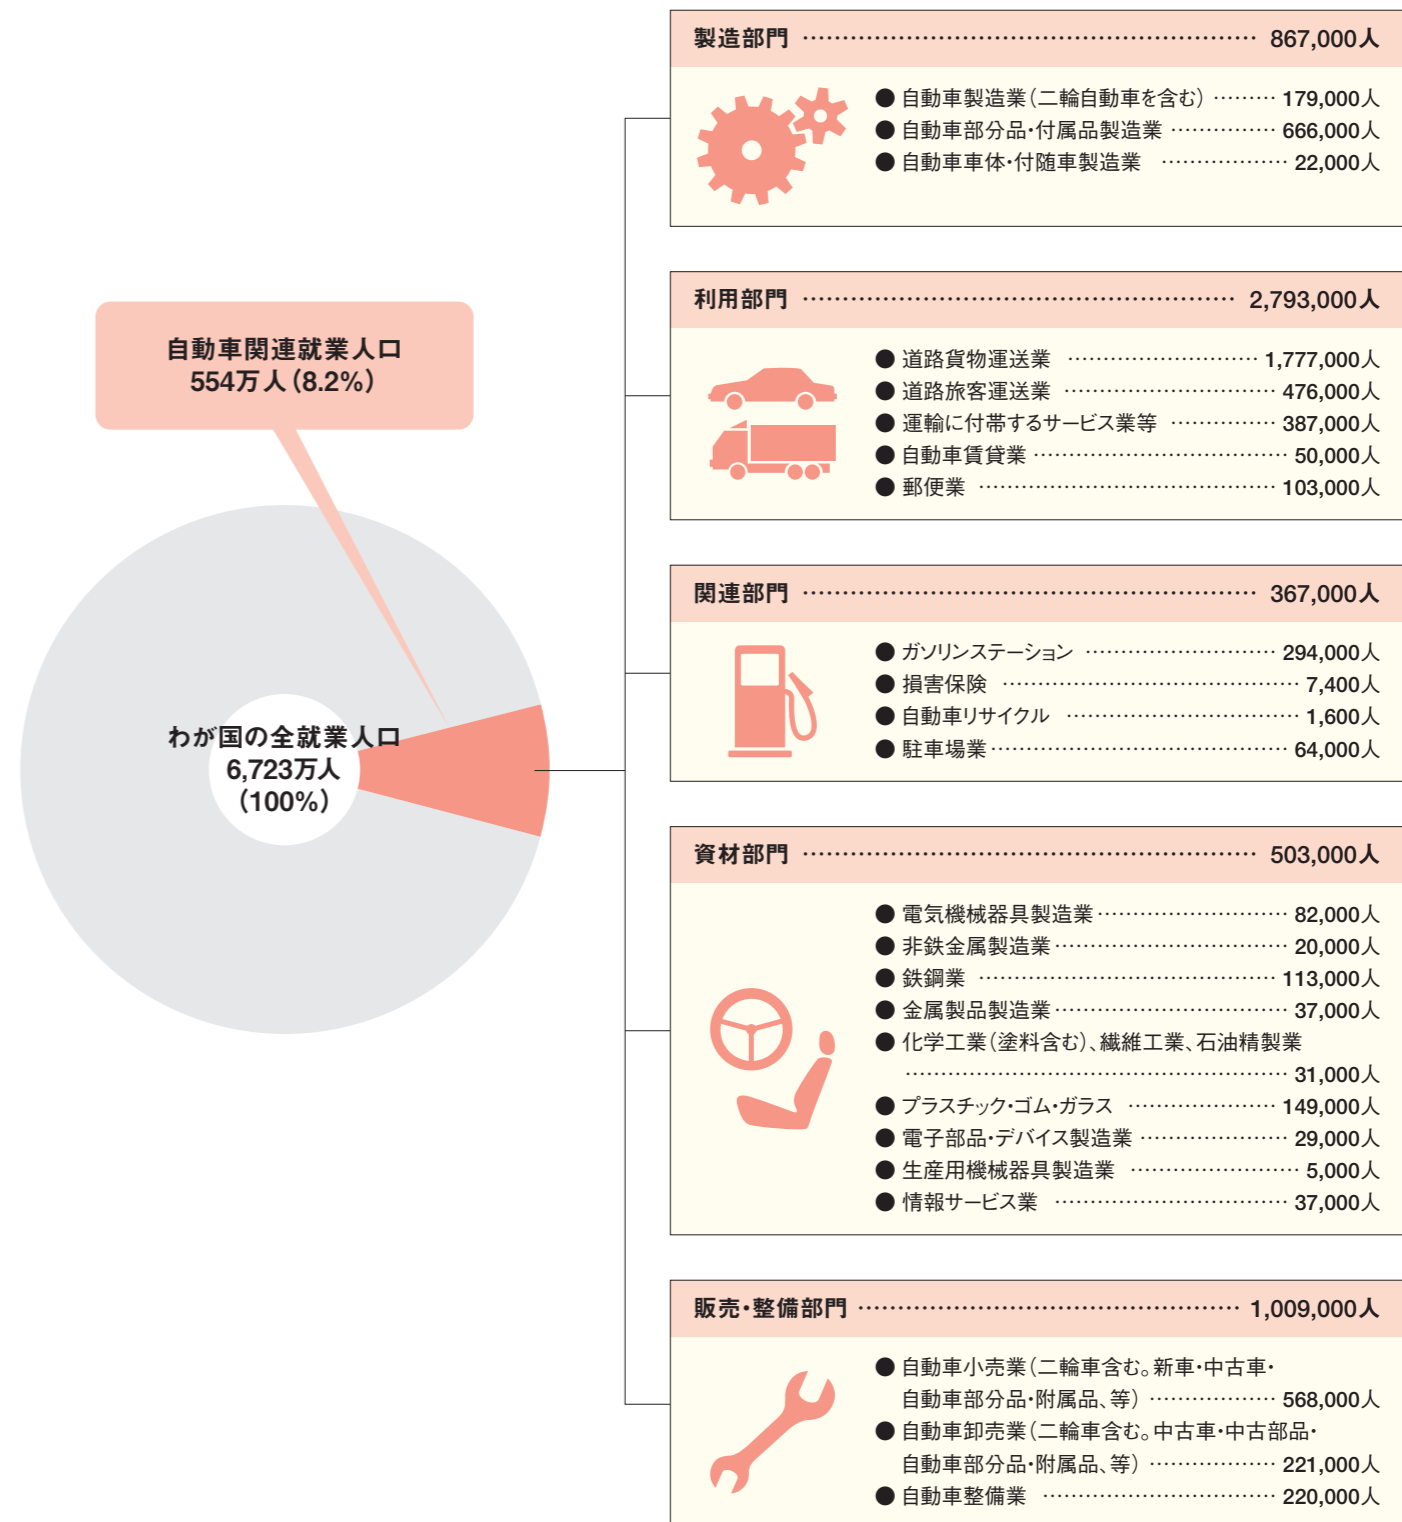 製造部門 ………………………………………………… 867,000人
● 自動車製造業(二輪自動車を含む) ……… 179,000人
● 自動車部分品・付属品製造業 …………… 666,000人
● 自動車車体・付随車製造業 ……………… 22,000人
利用部門 ……………………………………………… 2,793,000人
● 道路貨物運送業 ……………………… 1,777,000人
● 道路旅客運送業 ………………………… 476,000人
● 運輸に付帯するサービス業等 …………… 387,000人
● 自動車賃貸業 ……………………………… 50,000人
● 郵便業 …………………………………… 103,000人
自動車関連就業人口
554万人(8.2%)
関連部門 ………………………………………………… 367,000人
● ガソリンステーション ……………………… 294,000人
● 損害保険 …………………………………… 7,400人
● 自動車リサイクル …………………………… 1,600人
● 駐車場業 …………………………………… 64,000人
わが国の全就業人口
6,723万人
(100%)
資材部門 ………………………………………………… 503,000人
● 電気機械器具製造業 ……………………… 82,000人
● 非鉄金属製造業 …………………………… 20,000人
● 鉄鋼業 …………………………………… 113,000人
● 金属製品製造業 …………………………… 37,000人
● 化学工業(塗料含む)、繊維工業、石油精製業
……………………………………………… 31,000人
● プラスチック・ゴム・ガラス ………………… 149,000人
● 電子部品・デバイス製造業 ………………… 29,000人
● 生産用機械器具製造業 …………………… 5,000人
● 情報サービス業 …………………………… 37,000人
販売・整備部門 ………………………………………… 1,009,000人
● 自動車小売業(二輪車含む。新車・中古車・
自動車部分品・附属品、等) ……………… 568,000人
● 自動車卸売業(二輪車含む。中古車・中古部品・
自動車部分品・附属品、等) ……………… 221,000人
● 自動車整備業 …………………………… 220,000人